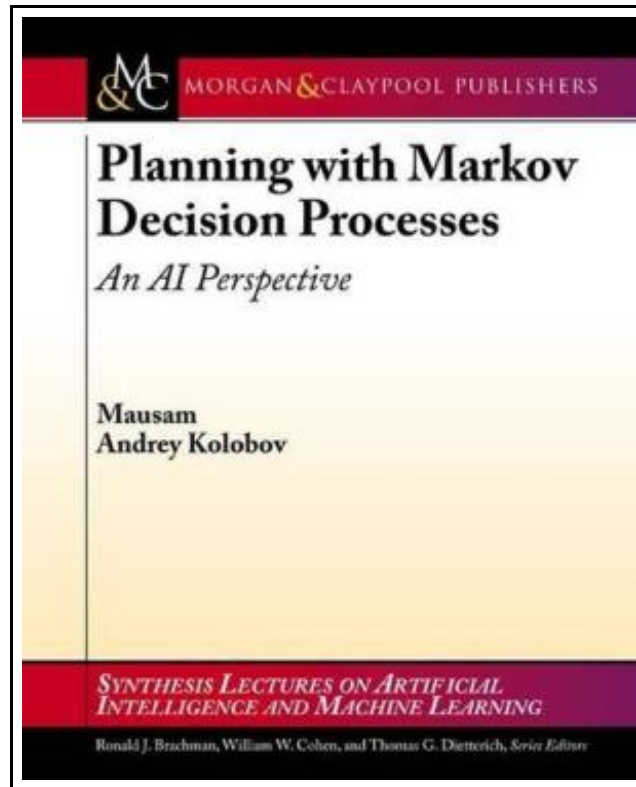 M&C MORGAN&CLAYPOOL PUBLISHERS
Planning with Markov
Decision Processes
An AI Perspective
Mausam
Andrey Kolobov
SYNTHESIS LECTURES ON ARTIFICIAL
INTELLIGENCE AND MACHINE LEARNING
Ronald J. Brachman, William W. Cohen, and Thomas G. Dietterich, Series Editors